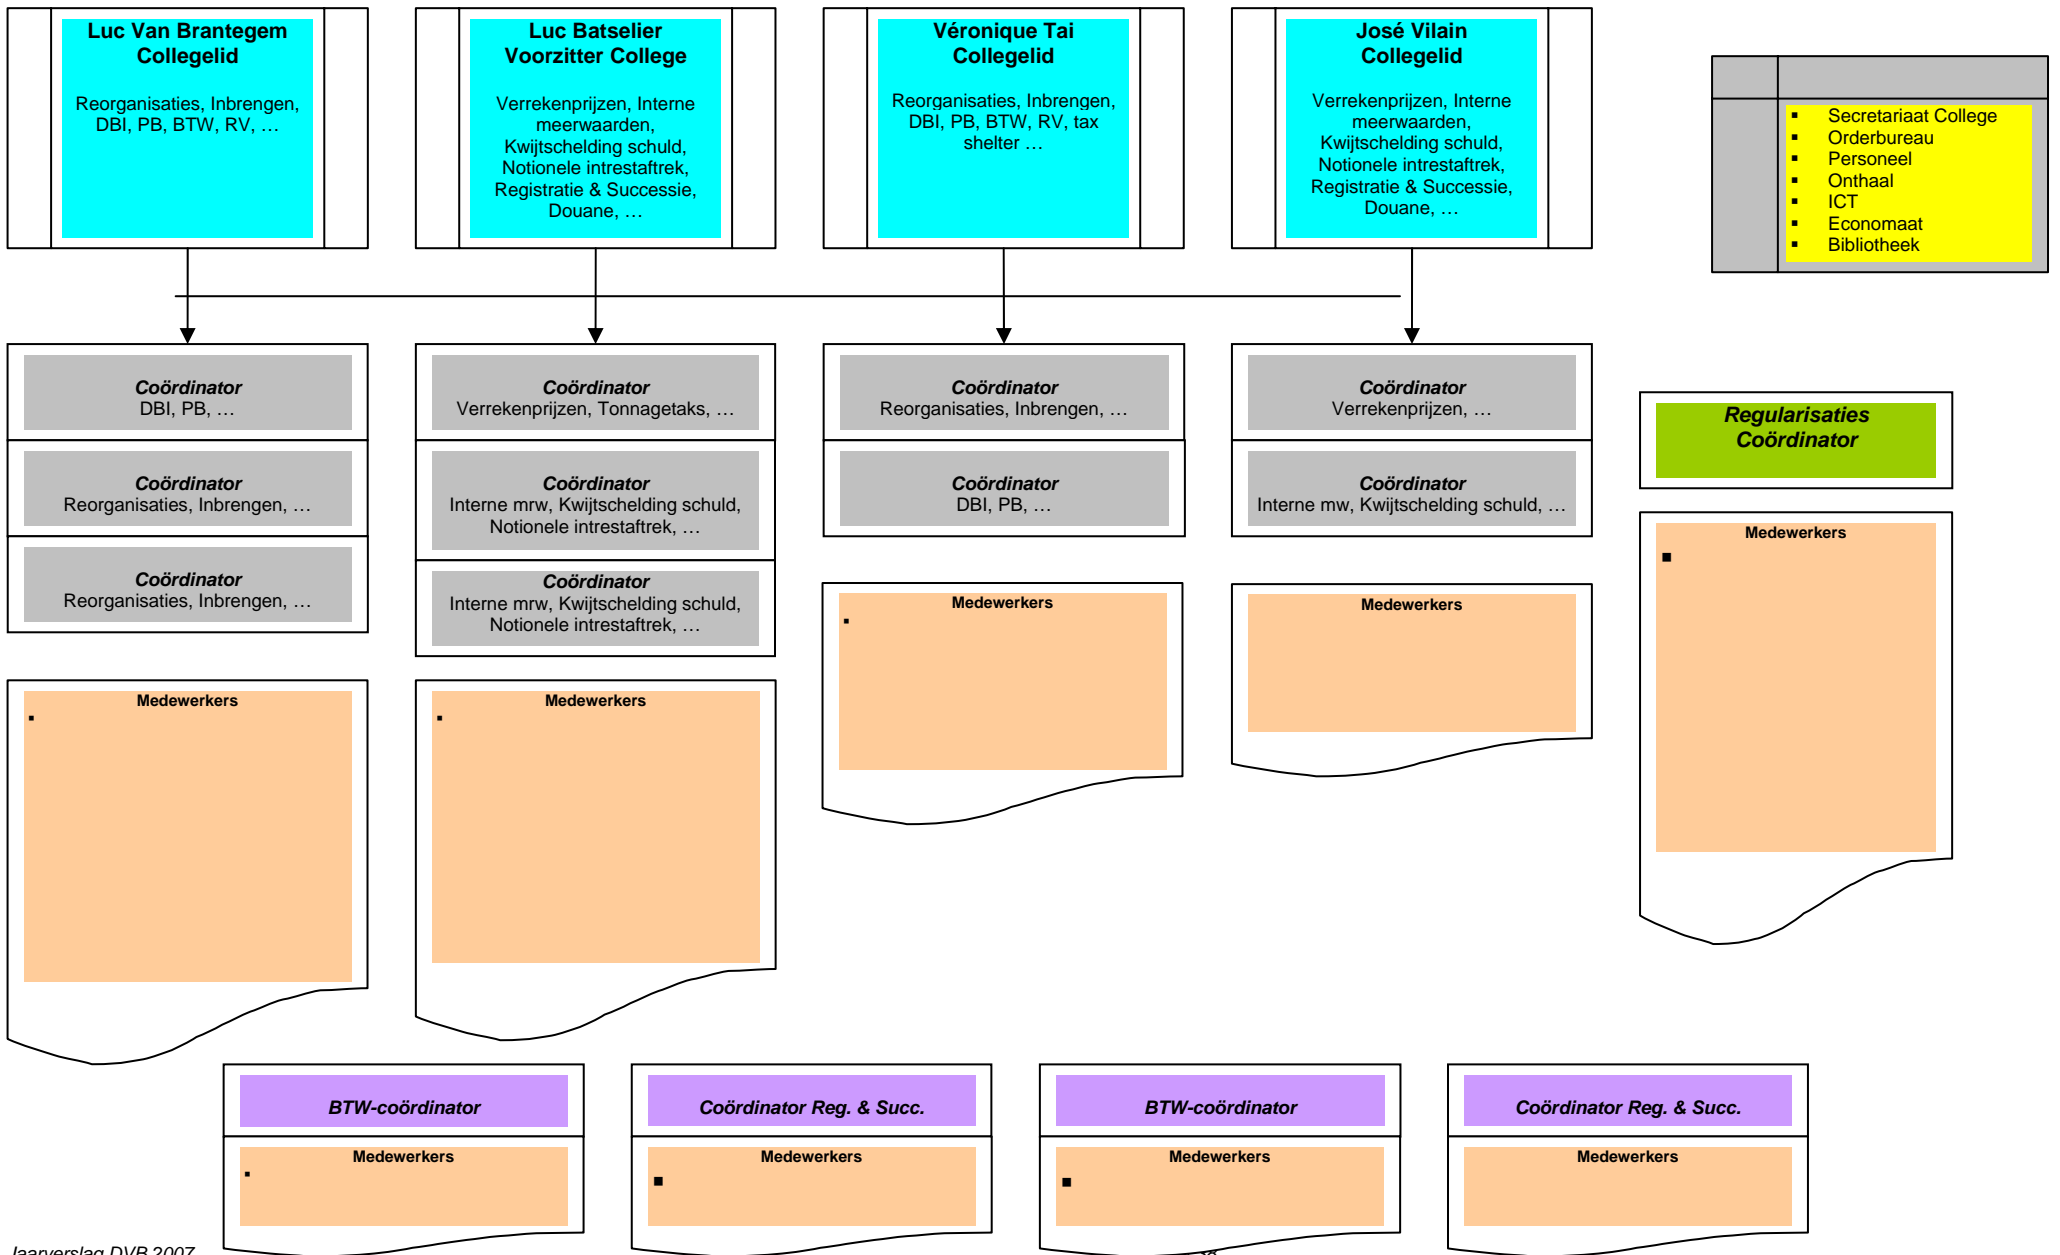 Luc Van Brantegem
Collegelid
Reorganisaties, Inbrengen,
DBI, PB, BTW, RV, …
Luc Batselier
Voorzitter College
Verrekenprijzen, Interne
meerwaarden,
Kwijtschelding schuld,
Notionele intrestaftrek,
Registratie & Successie,
Douane, …
Véronique Tai
Collegelid
Reorganisaties, Inbrengen,
DBI, PB, BTW, RV, tax
shelter …
José Vilain
Collegelid
Verrekenprijzen, Interne
meerwaarden,
Kwijtschelding schuld,
Notionele intrestaftrek,
Registratie & Successie,
Douane, …
▪ Secretariaat College
▪ Orderbureau
▪ Personeel
▪ Onthaal
▪ ICT
▪ Economaat
▪ Bibliotheek
Coördinator
DBI, PB, …
Coördinator
Reorganisaties, Inbrengen, …
Coördinator
Reorganisaties, Inbrengen, …
Medewerkers
Coördinator
Verrekenprijzen, Tonnagetaks, …
Coördinator
Interne mrw, Kwijtschelding schuld,
Notionele intrestaftrek, …
Coördinator
Interne mrw, Kwijtschelding schuld,
Notionele intrestaftrek, …
Medewerkers
Coördinator
Reorganisaties, Inbrengen, …
Coördinator
DBI, PB, …
Medewerkers
Coördinator
Verrekenprijzen, …
Coördinator
Interne mw, Kwijtschelding schuld, …
Medewerkers
Regularisaties
Coördinator
Medewerkers
BTW-coördinator
Medewerkers
Coördinator Reg. & Succ.
Medewerkers
BTW-coördinator
Medewerkers
Coördinator Reg. & Succ.
Medewerkers
Jaarverslag DVB 2007